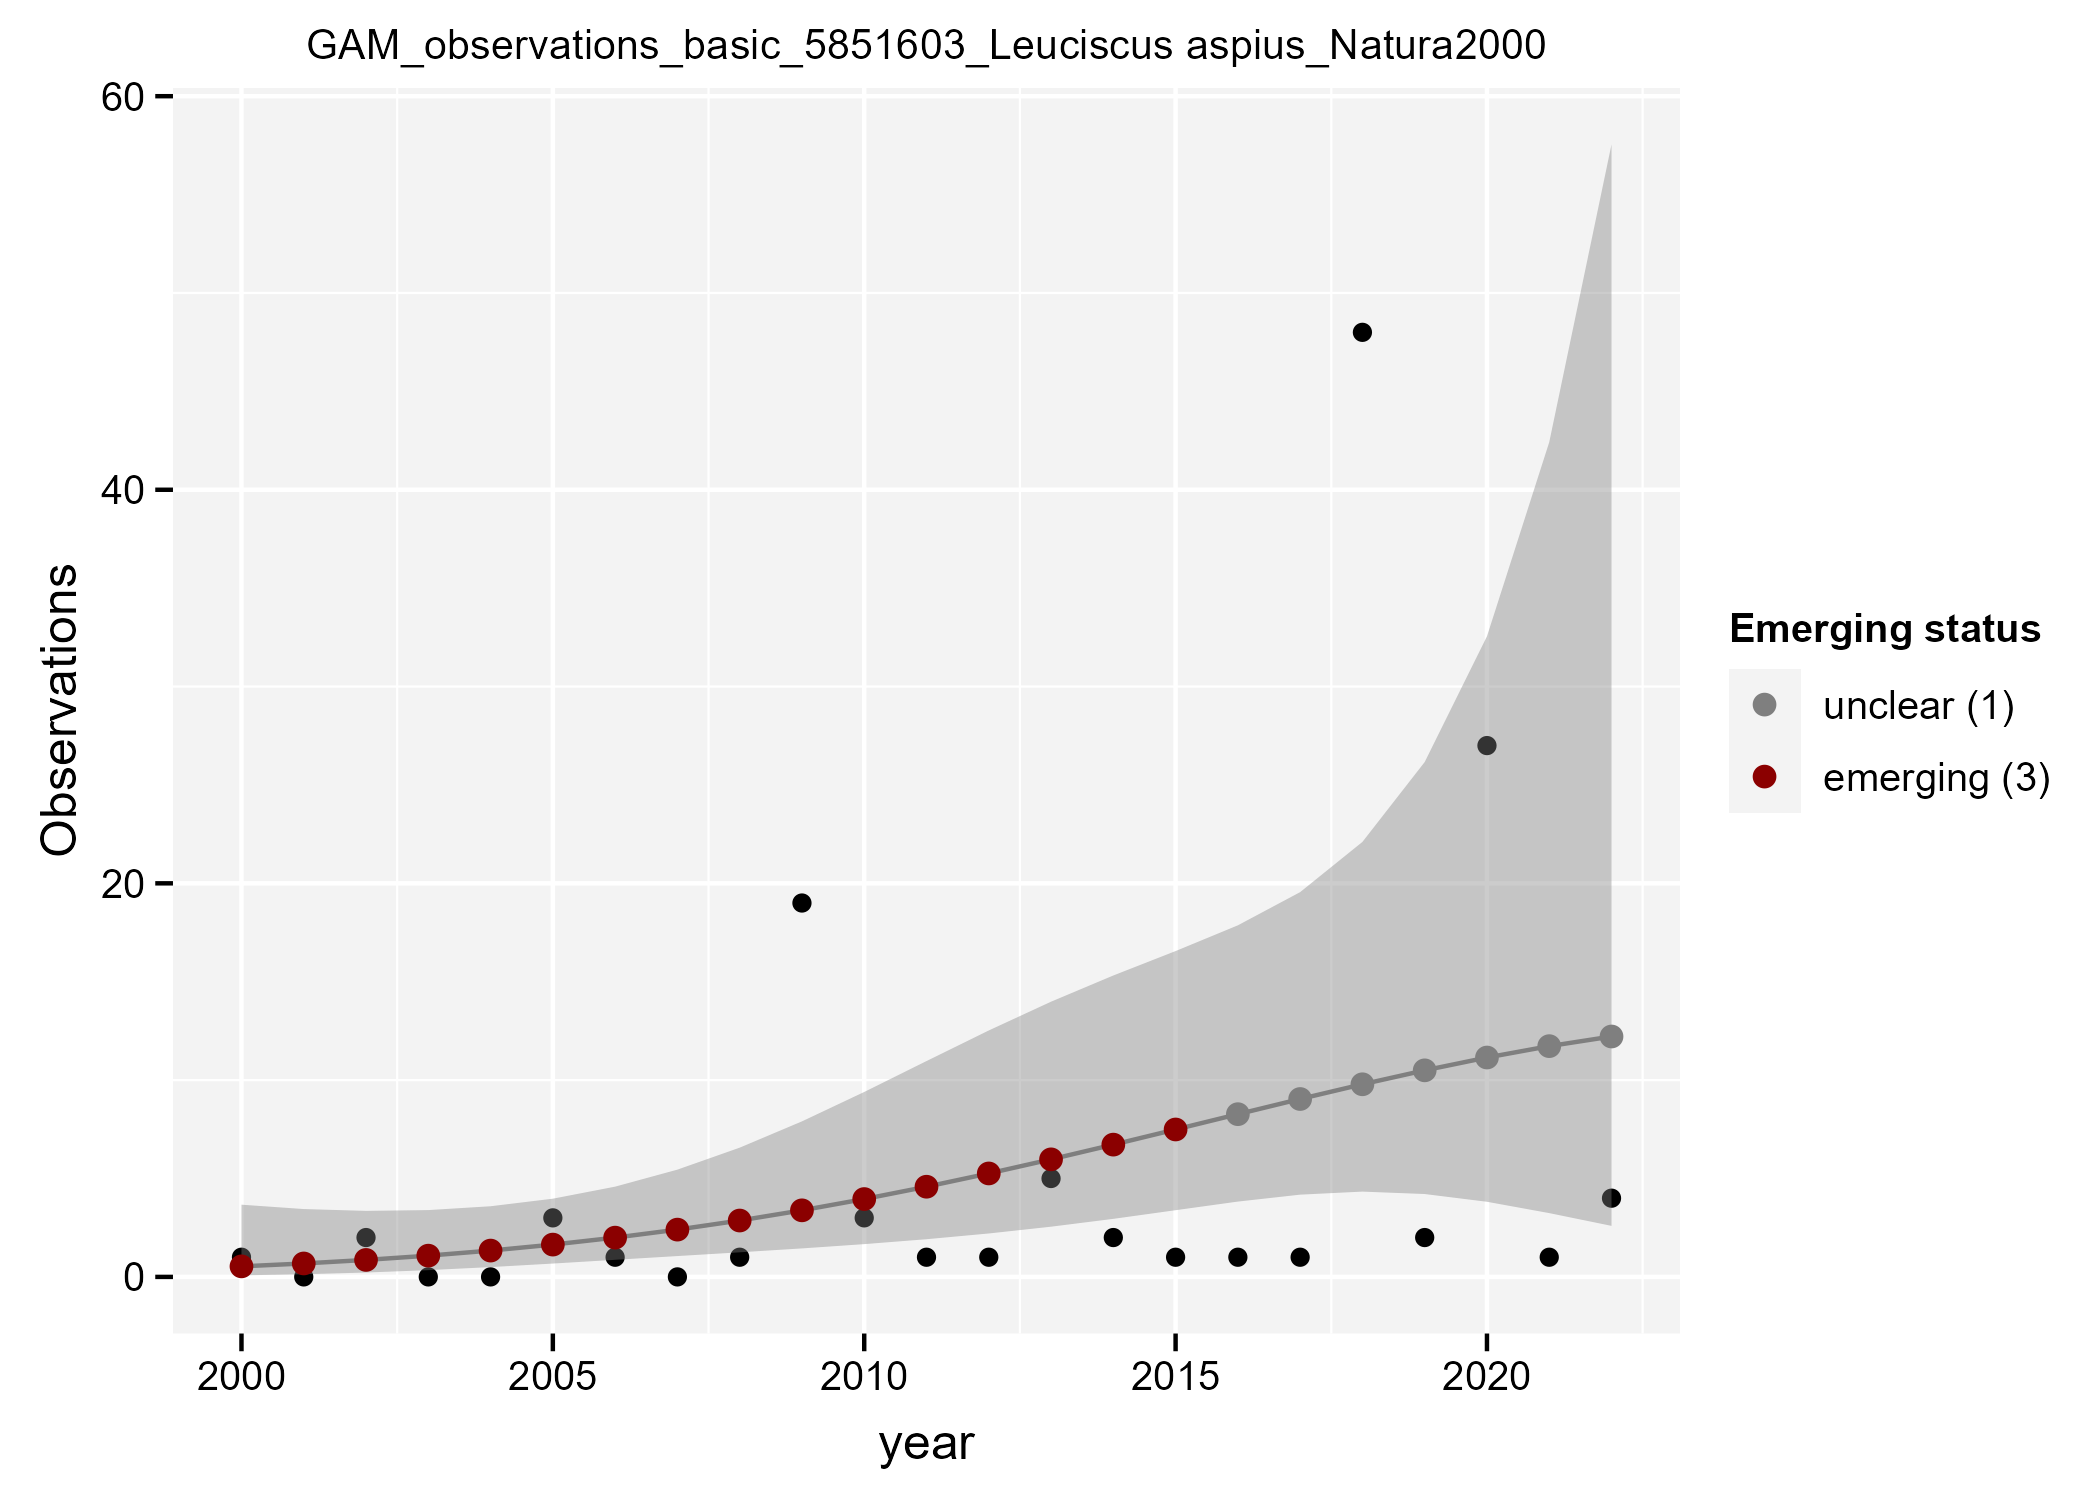 GAM_observations_basic_5851603_Leuciscus aspius_Natura2000
60
40
20
0
Observations
2000 2005 2010 2015 2020
year
Emerging status
unclear (1)
emerging (3)